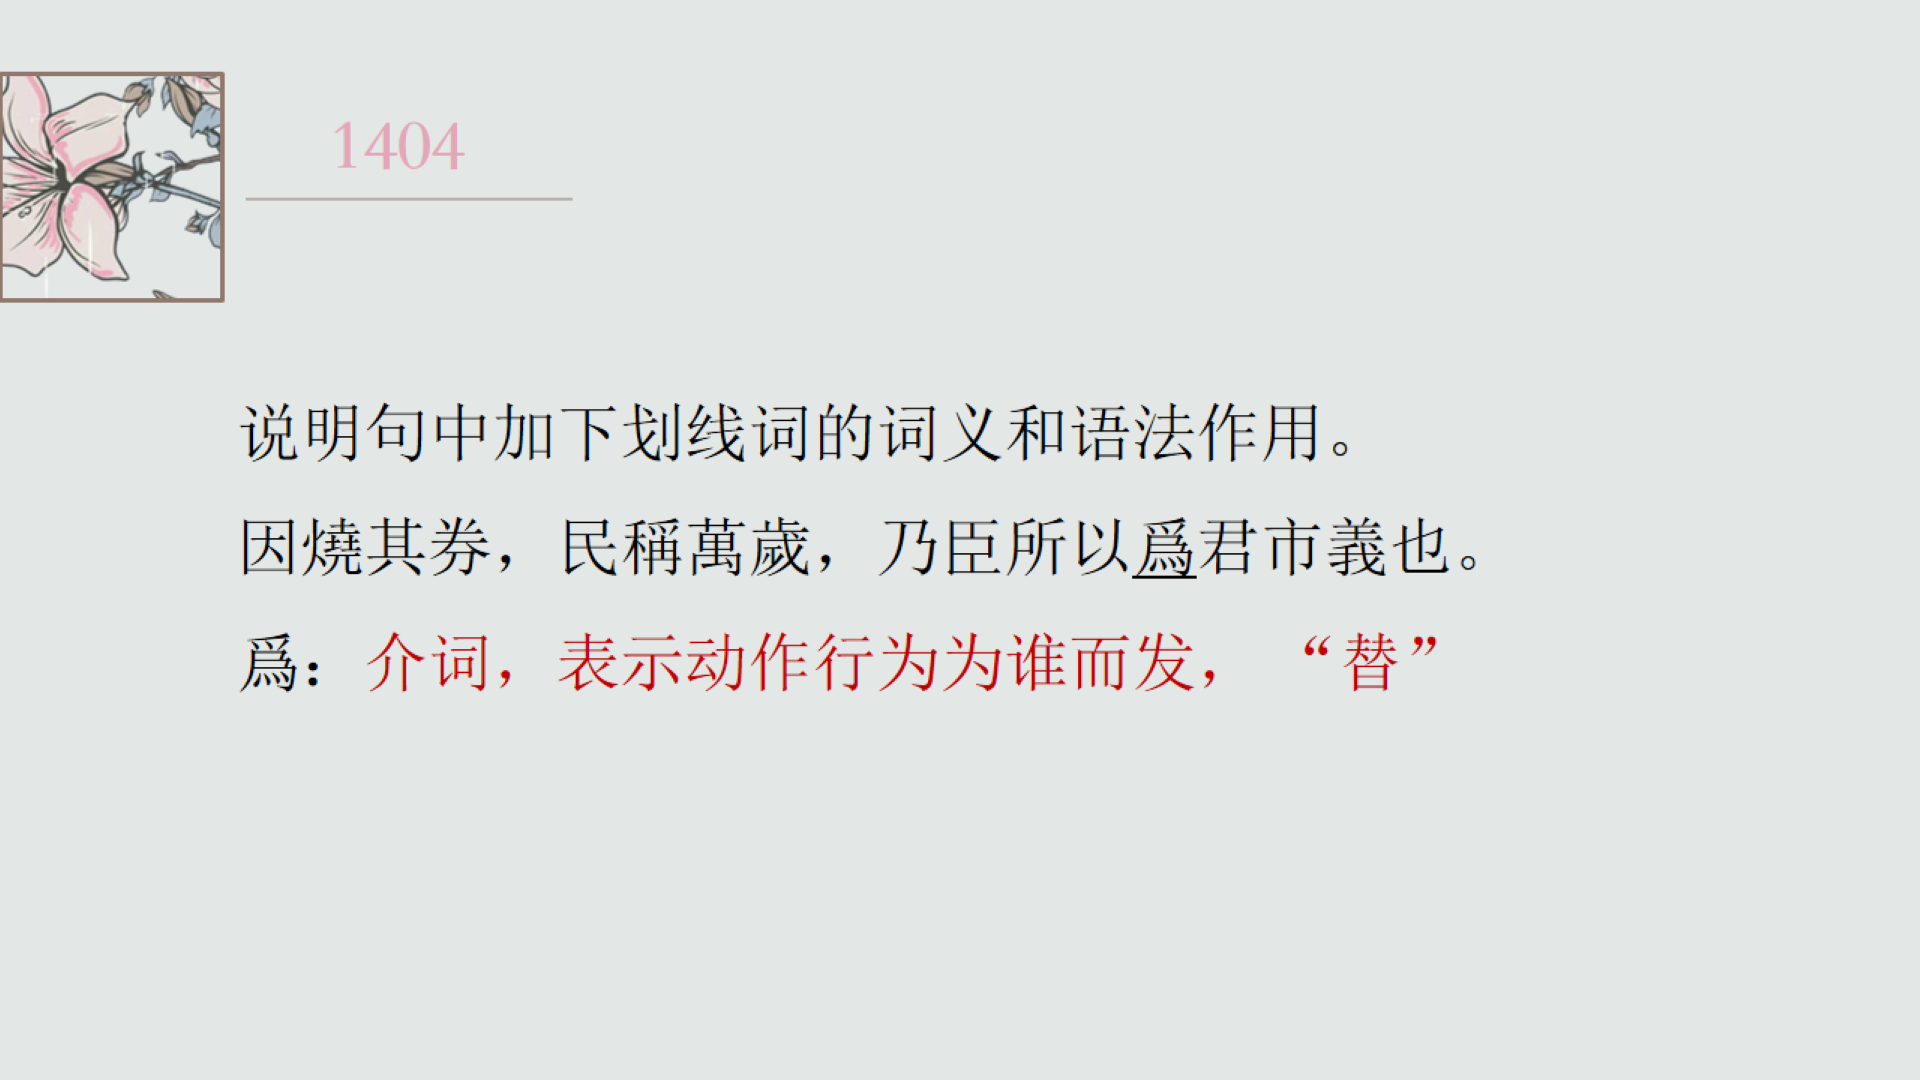 1404
说明句中加下划线词的词义和语法作用。
因燒其券，民稱萬歲，乃臣所以爲君市義也。
爲：介词，表示动作行为为谁而发，“替”